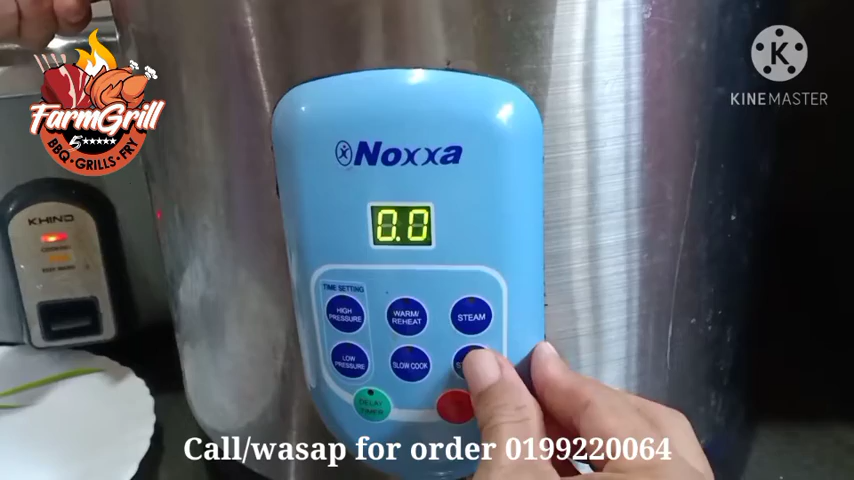 FarmGrill
5
BBQ • GRILLS • FRY
K
KINEMASTER
Noxxa
0.0
KHIND
TIME SETTING
HIGH PRESSURE
WARM/ REHEAT
STEAM
LOW PRESSURE
SLOW COOK
DELAY TIMER
Call/wasap for order 0199220064